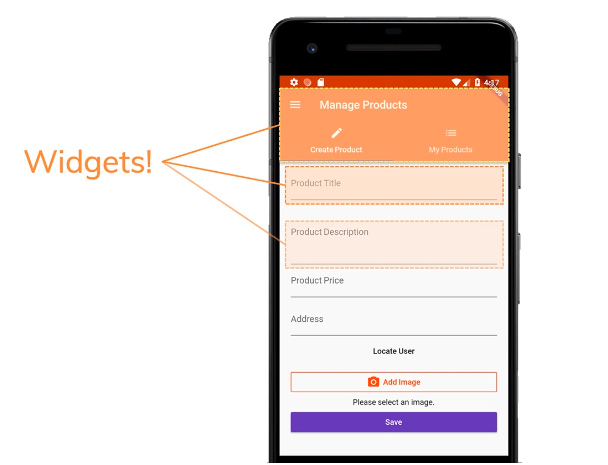 4:17
Manage Products
Create Product
My Products
Widgets!
Product Title
Product Description
Product Price
Address
Locate User
Add Image
Please select an image.
Save